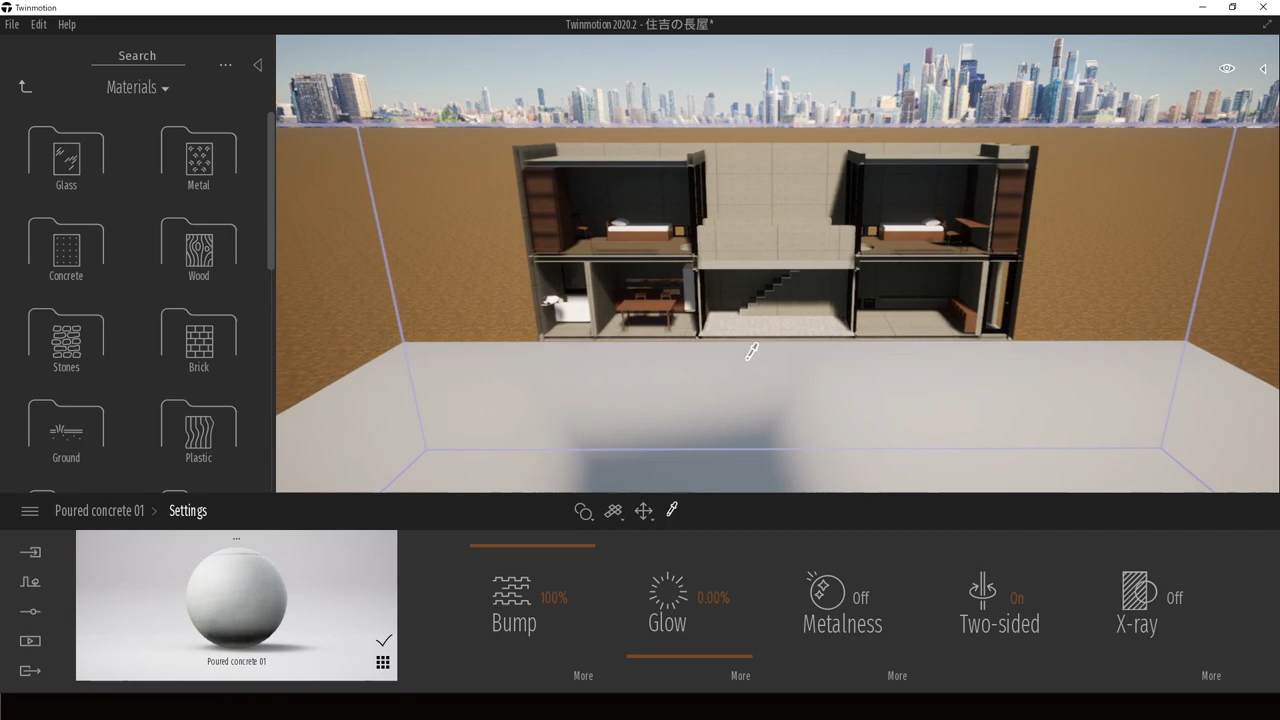 Twinmotion
File Edit Help
Twinmotion 2020.2 - 住吉の長屋*
Search
...
Materials
Glass
Metal
Concrete
Wood
Stones
Brick
Ground
Plastic
Poured concrete 01 > Settings
...
Poured concrete 01
Bump 100%
More
Glow 0.00%
More
Metalness Off
More
Two-sided On
X-ray Off
More